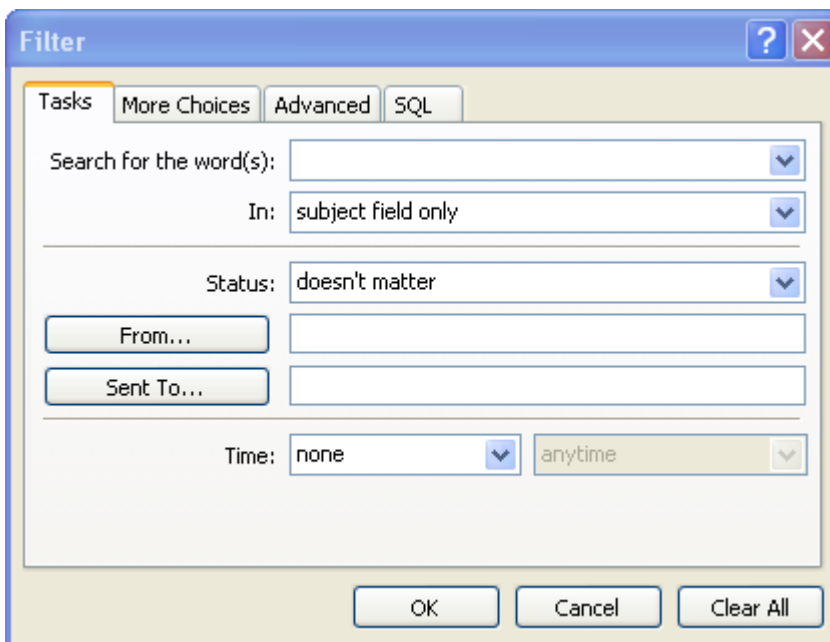 Filter ?
Tasks More Choices Advanced SQL
Search for the word(s):
In: subject field only
Status: doesn't matter
From...
Sent To...
Time: none anytime
OK Cancel Clear All